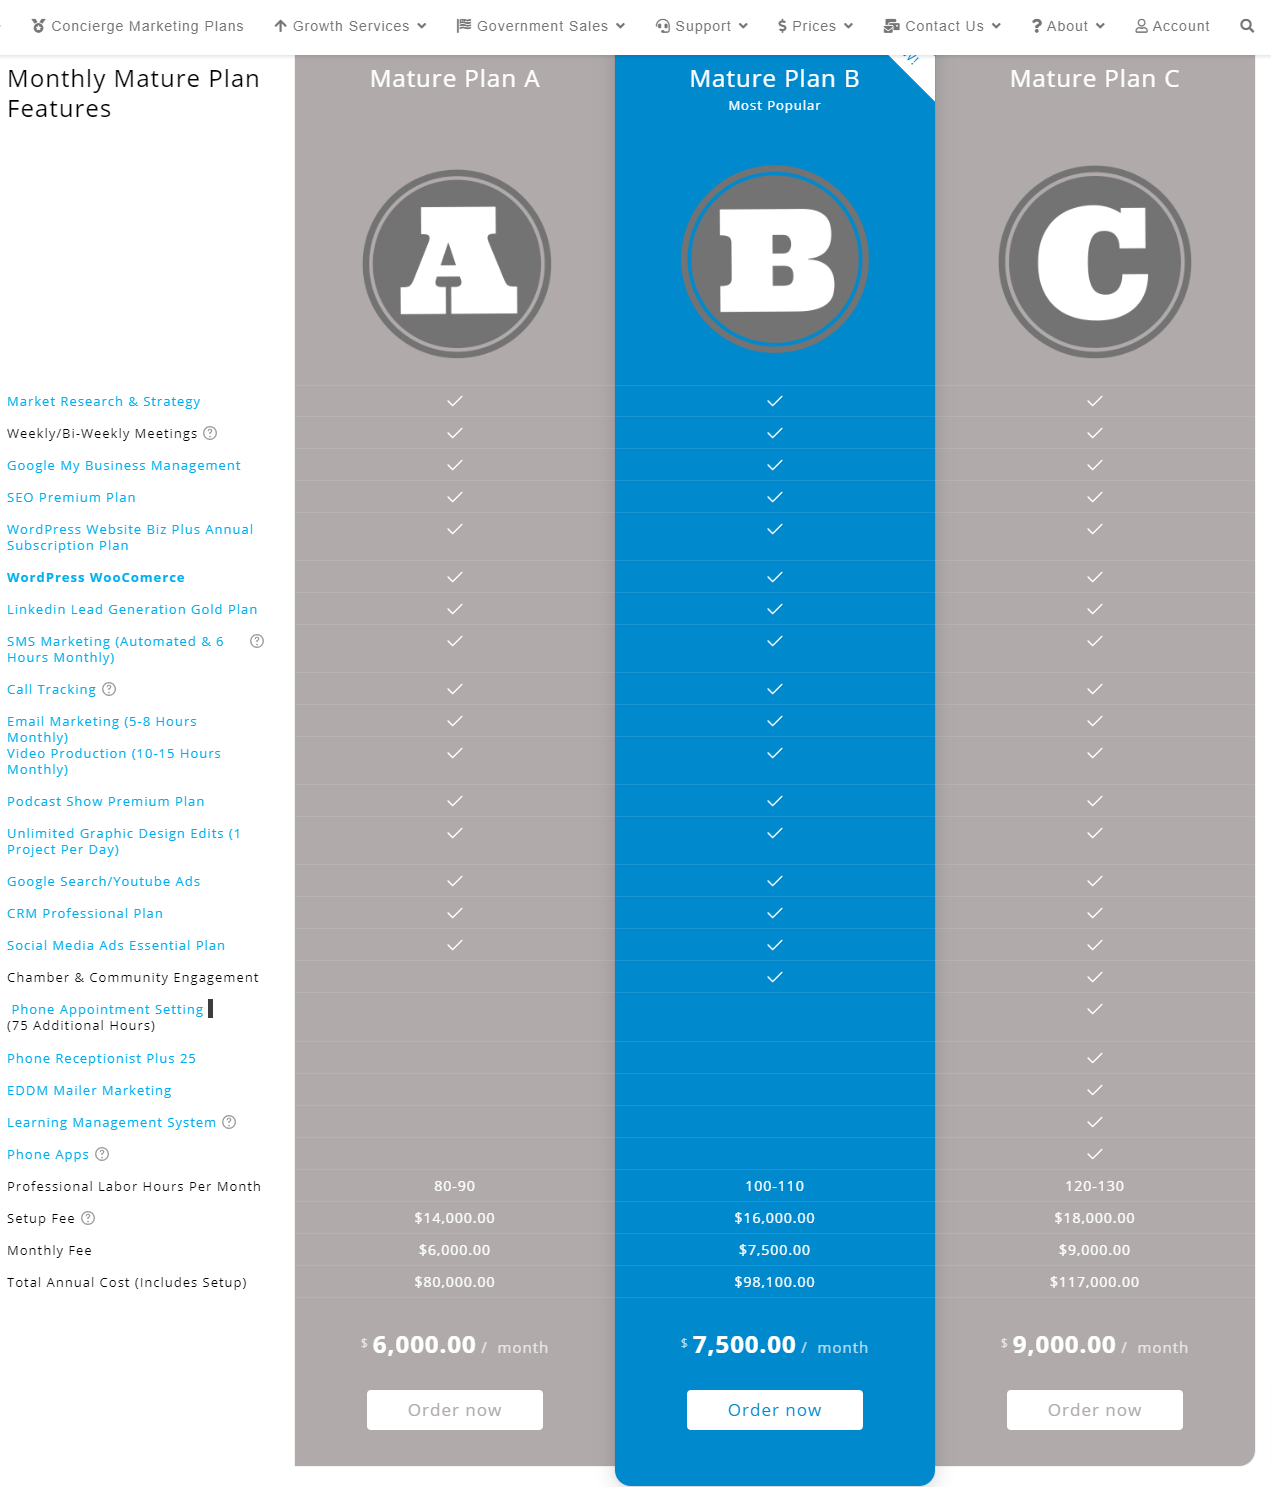 Concierge Marketing Plans Growth Services Government Sales Support Prices Contact Us About Account
Monthly Mature Plan
Features
Mature Plan A
Mature Plan B
Most Popular
Mature Plan C
A B C
Market Research & Strategy
Weekly/Bi-Weekly Meetings
Google My Business Management
SEO Premium Plan
WordPress Website Biz Plus Annual
Subscription Plan
WordPress WooComerce
Linkedin Lead Generation Gold Plan
SMS Marketing (Automated & 6
Hours Monthly)
Call Tracking
Email Marketing (5-8 Hours
Monthly)
Video Production (10-15 Hours
Monthly)
Podcast Show Premium Plan
Unlimited Graphic Design Edits (1
Project Per Day)
Google Search/Youtube Ads
CRM Professional Plan
Social Media Ads Essential Plan
Chamber & Community Engagement
Phone Appointment Setting
(75 Additional Hours)
Phone Receptionist Plus 25
EDDM Mailer Marketing
Learning Management System
Phone Apps
Professional Labor Hours Per Month 80-90 100-110 120-130
Setup Fee $14,000.00 $16,000.00 $18,000.00
Monthly Fee $6,000.00 $7,500.00 $9,000.00
Total Annual Cost (Includes Setup) $80,000.00 $98,100.00 $117,000.00
$ 6,000.00 / month $ 7,500.00 / month $ 9,000.00 / month
Order now Order now Order now